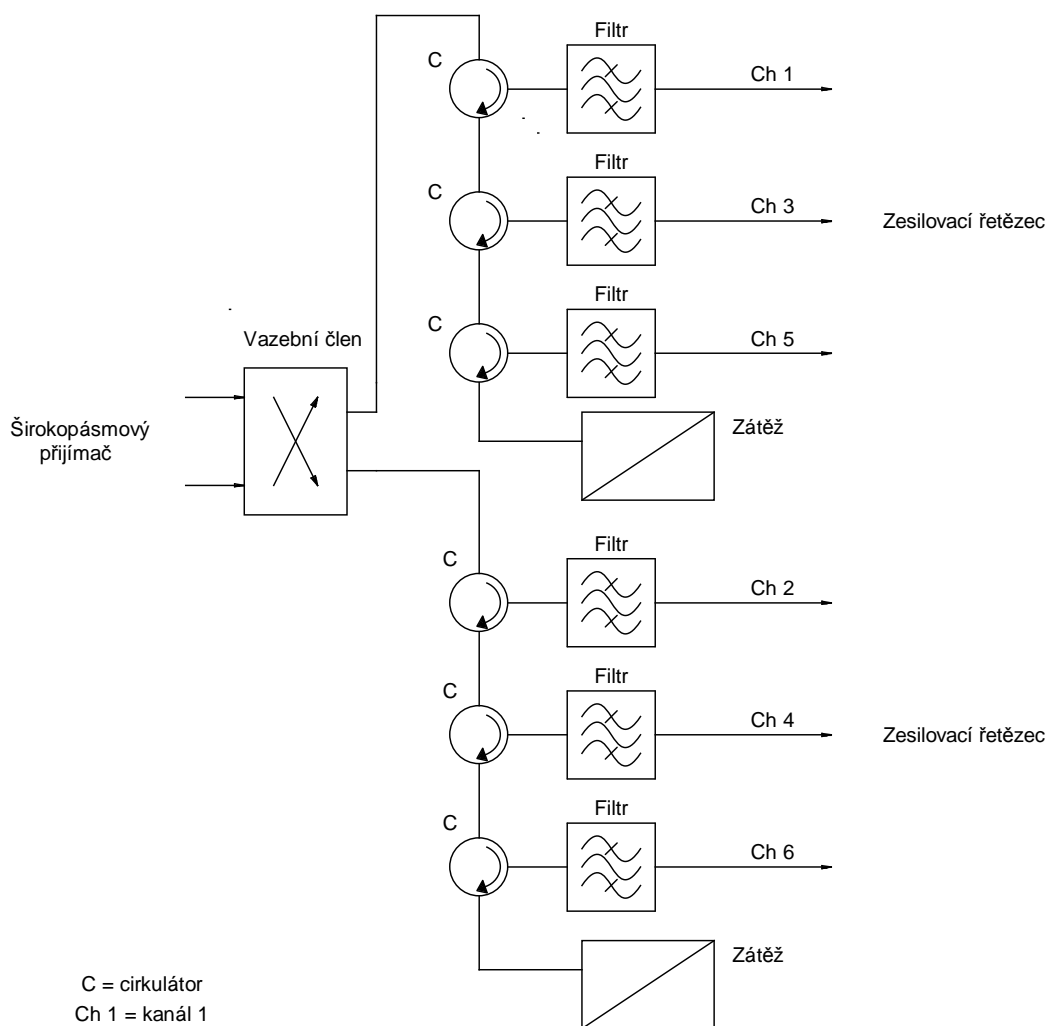 Filtr
C
Ch 1
Filtr
C
Ch 3
Zesilovací řetězec
Filtr
C
Ch 5
Vazební člen
Širokopásmový
přijímač
Zátěž
Filtr
C
Ch 2
Filtr
C
Ch 4
Zesilovací řetězec
Filtr
C
Ch 6
Zátěž
C = cirkulátor
Ch 1 = kanál 1